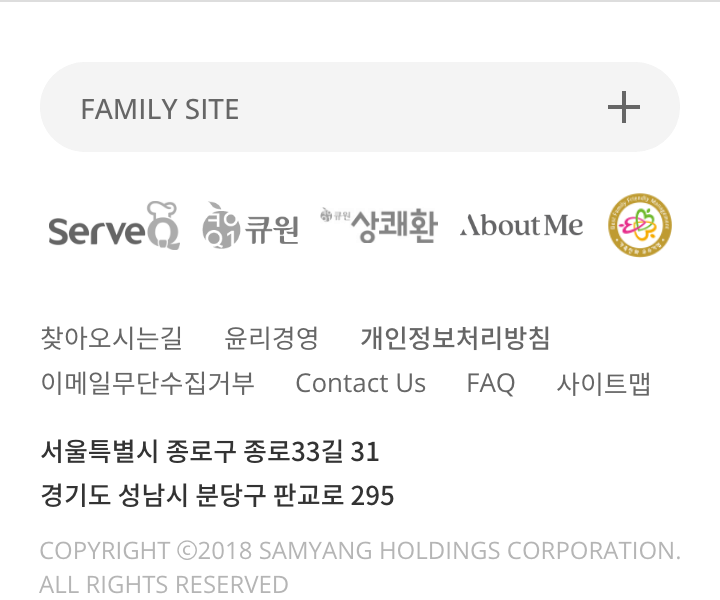 FAMILY SITE
ServeQ 큐원 큐원 상쾌환 About Me
찾아오시는길 윤리경영 개인정보처리방침
이메일무단수집거부 Contact Us FAQ 사이트맵
서울특별시 종로구 종로33길 31
경기도 성남시 분당구 판교로 295
COPYRIGHT ©2018 SAMYANG HOLDINGS CORPORATION.
ALL RIGHTS RESERVED